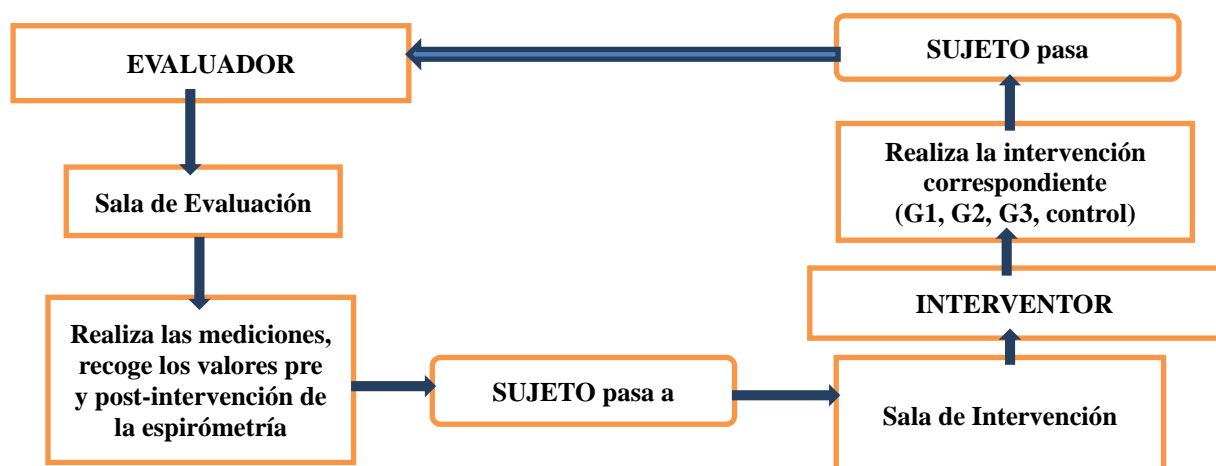 EVALUADOR
Sala de Evaluación
Realiza las mediciones,
recoge los valores pre
y post-intervención de
la espirómetría
SUJETO pasa a
Sala de Intervención
INTERVENTOR
Realiza la intervención
correspondiente
(G1, G2, G3, control)
SUJETO pasa